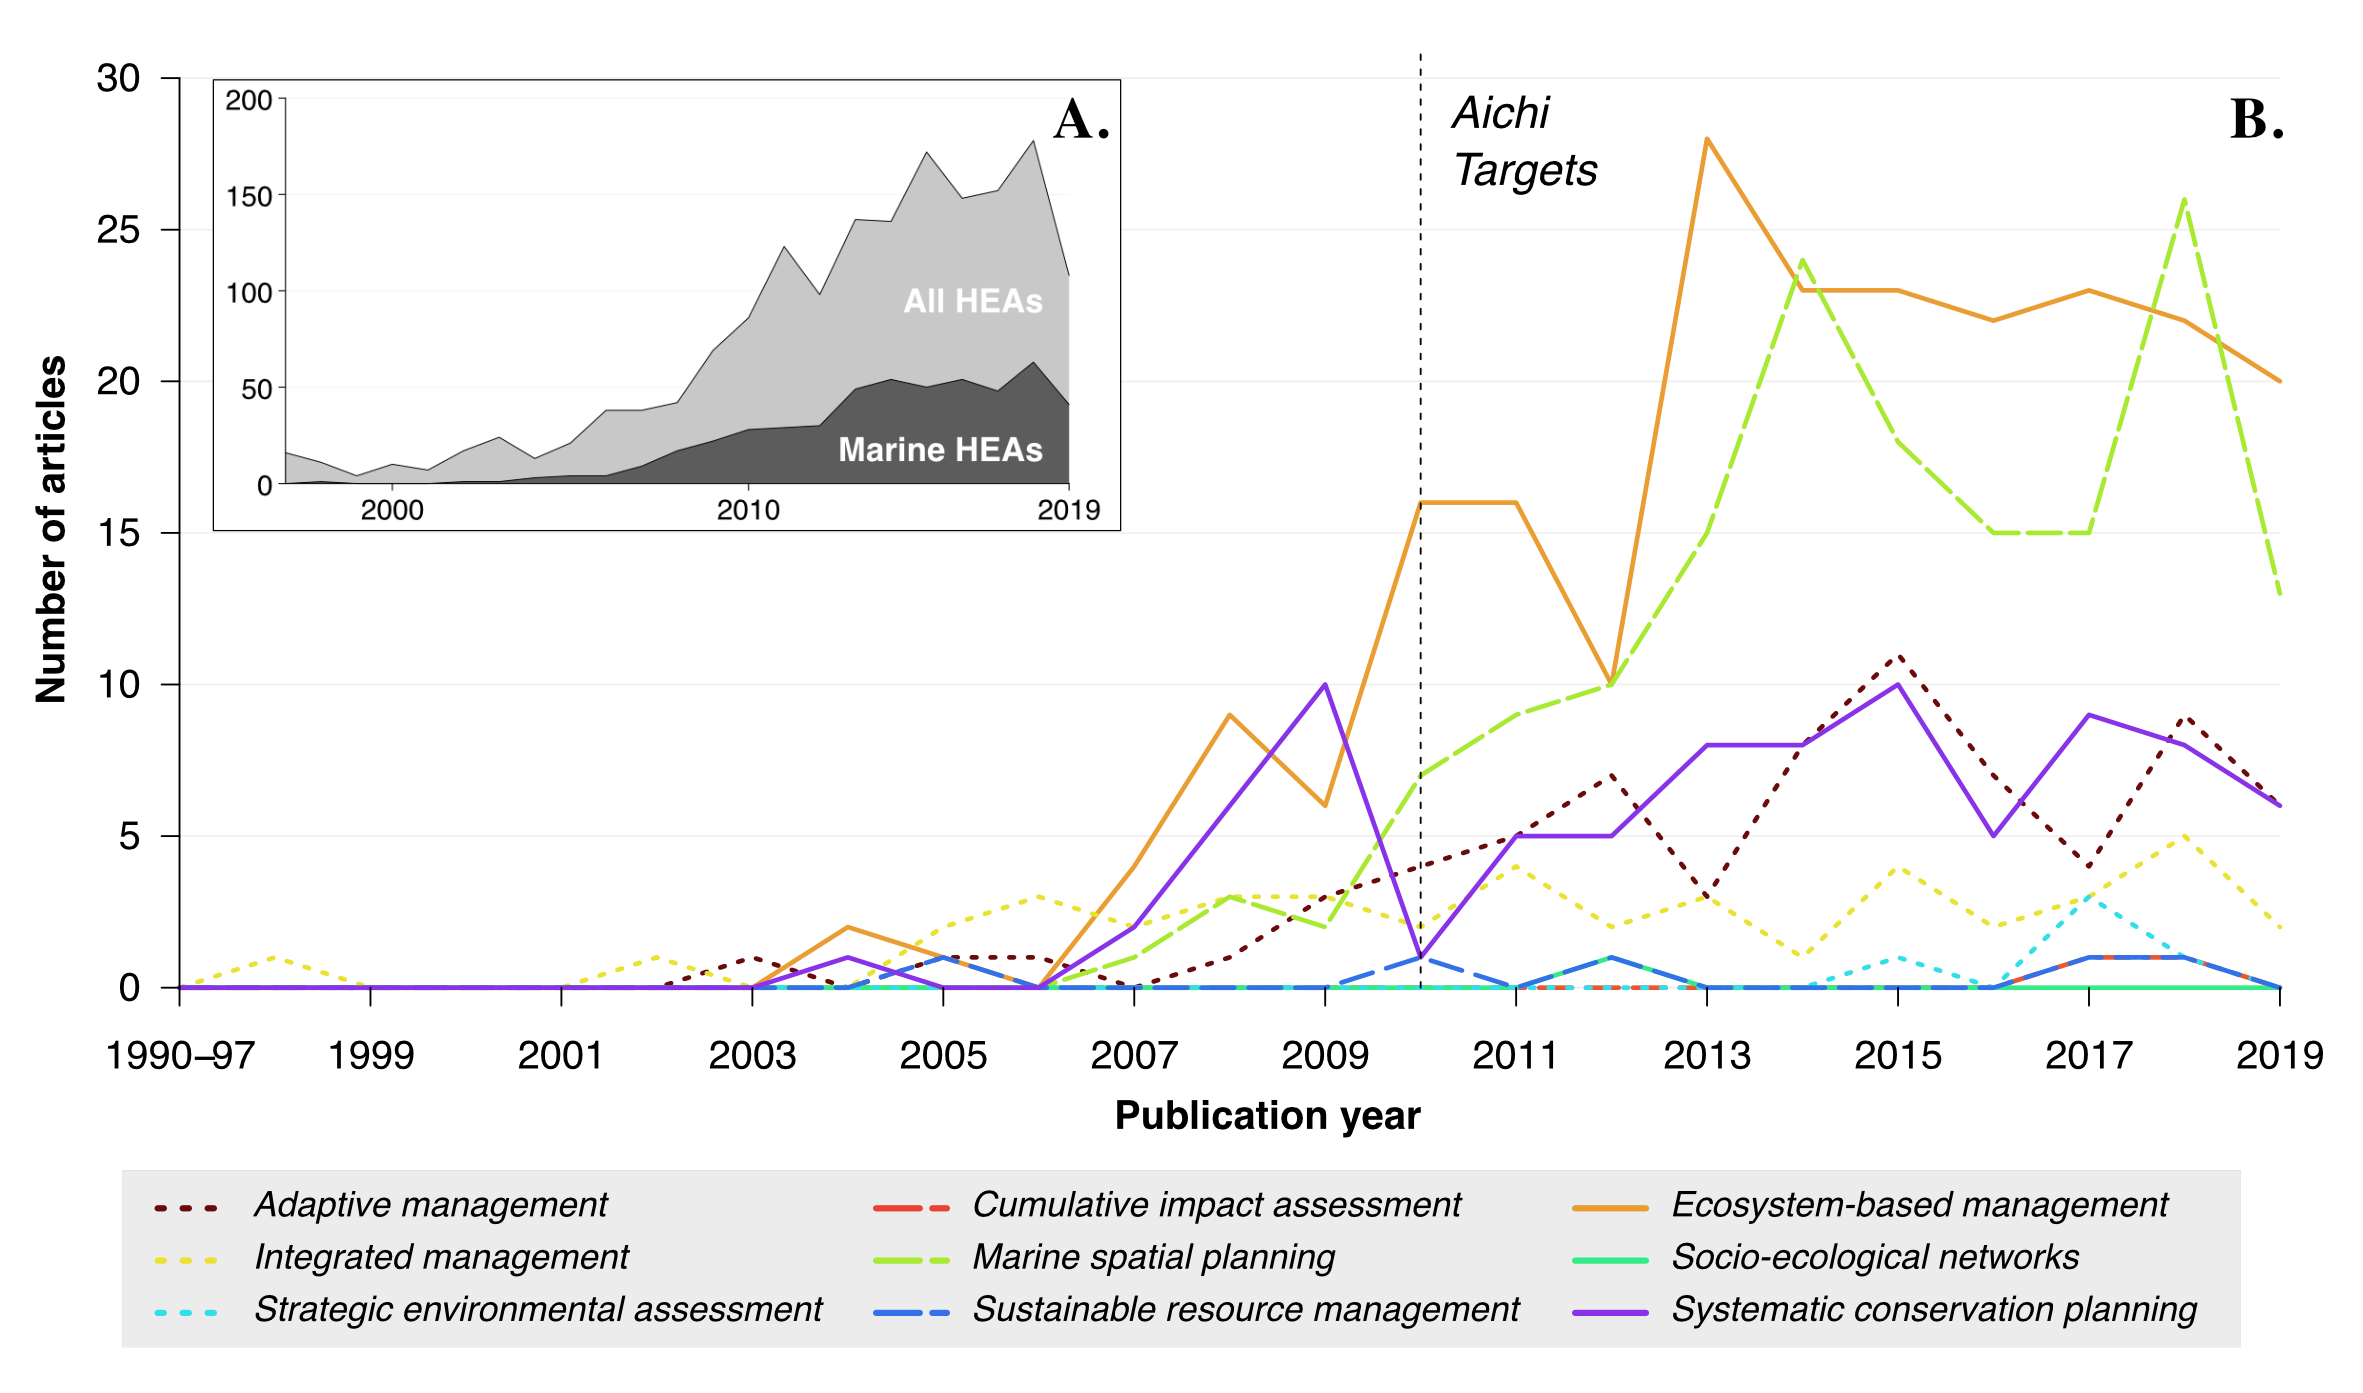 30
25
20
15
10
5
0
Number of articles
200
150
100
50
0
A.
All HEAs
Marine HEAs
2000 2010 2019
Aichi
Targets
B.
1990–97 1999 2001 2003 2005 2007 2009 2011 2013 2015 2017 2019
Publication year
Adaptive management Cumulative impact assessment Ecosystem-based management
Integrated management Marine spatial planning Socio-ecological networks
Strategic environmental assessment Sustainable resource management Systematic conservation planning